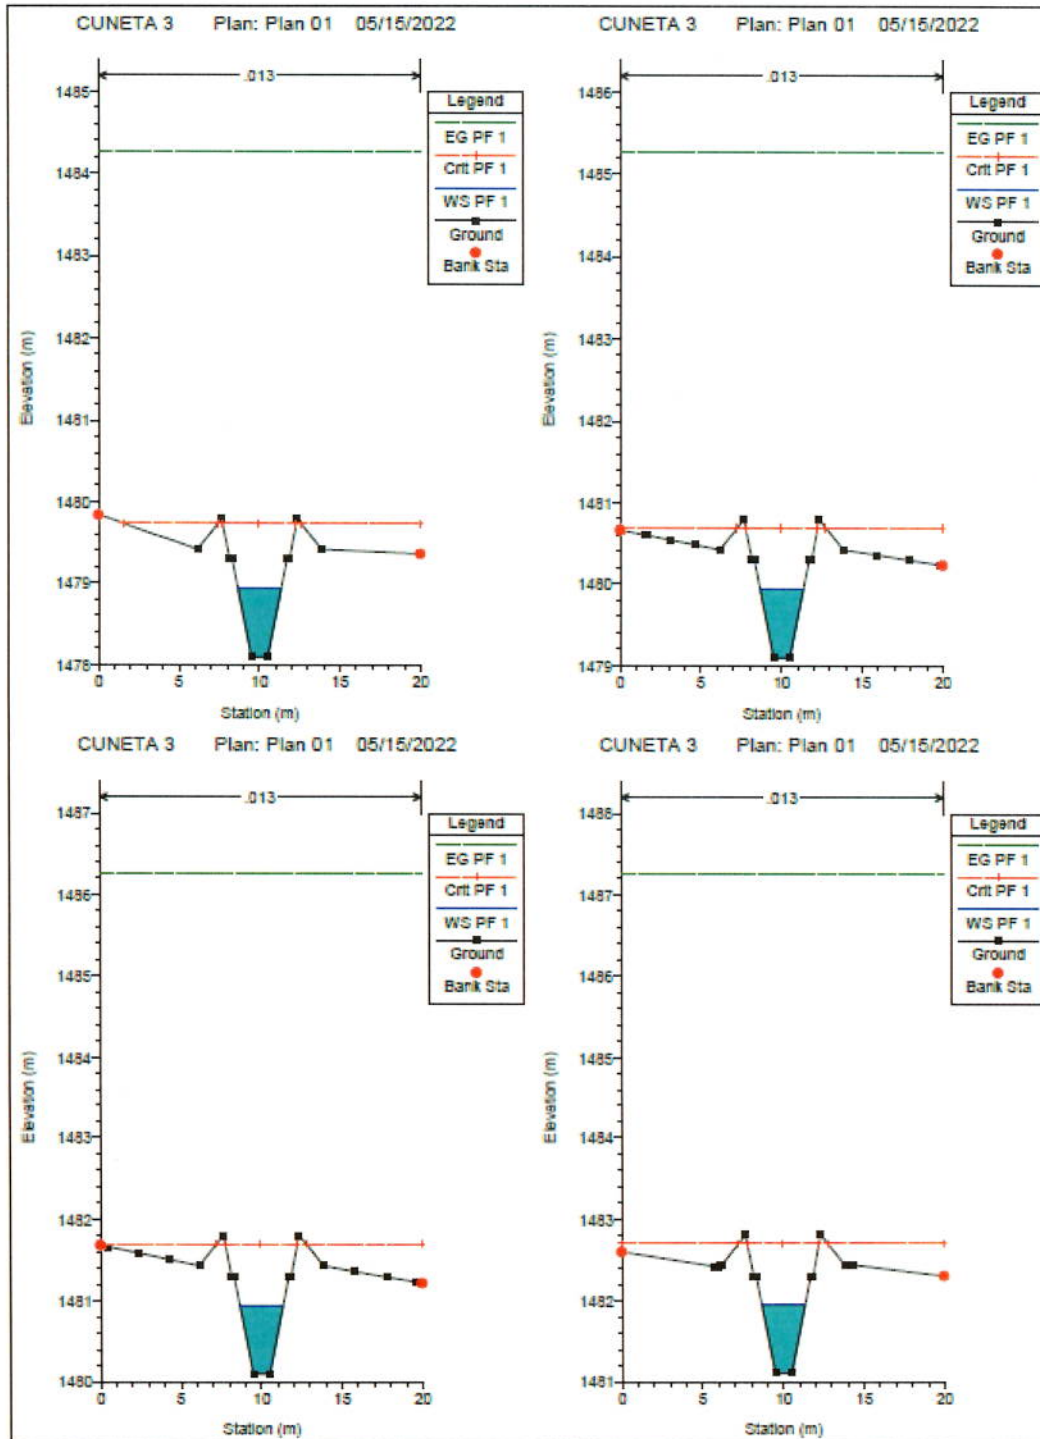 CUNETA 3 Plan: Plan 01 05/15/2022
.013
1485
1484
1483
1482
1481
1480
1479
1478
Elevation (m)
0 5 10 15 20
Station (m)
Legend
EG PF 1
Crit PF 1
WS PF 1
Ground
Bank Sta
CUNETA 3 Plan: Plan 01 05/15/2022
.013
1486
1485
1484
1483
1482
1481
1480
1479
Elevation (m)
0 5 10 15 20
Station (m)
Legend
EG PF 1
Crit PF 1
WS PF 1
Ground
Bank Sta
CUNETA 3 Plan: Plan 01 05/15/2022
.013
1487
1486
1485
1484
1483
1482
1481
1480
Elevation (m)
0 5 10 15 20
Station (m)
Legend
EG PF 1
Crit PF 1
WS PF 1
Ground
Bank Sta
CUNETA 3 Plan: Plan 01 05/15/2022
.013
1488
1487
1486
1485
1484
1483
1482
1481
Elevation (m)
0 5 10 15 20
Station (m)
Legend
EG PF 1
Crit PF 1
WS PF 1
Ground
Bank Sta